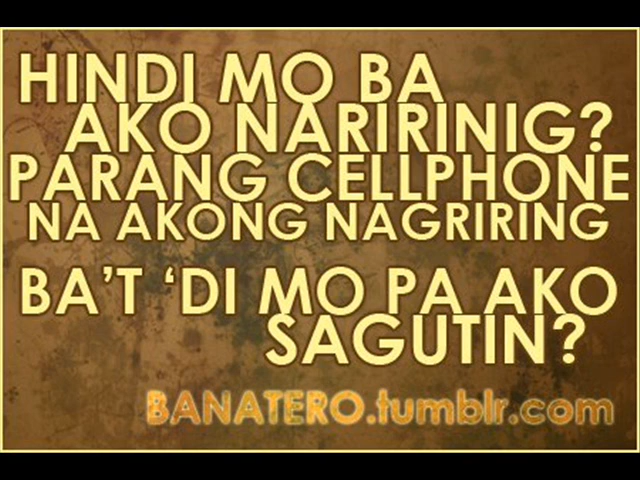 HINDI MO BA
AKO NARIRINIG?
PARANG CELLPHONE
NA AKONG NAGRIRING
BA'T 'DI MO PA AKO
SAGUTIN?
BANATERO.tumblr.com